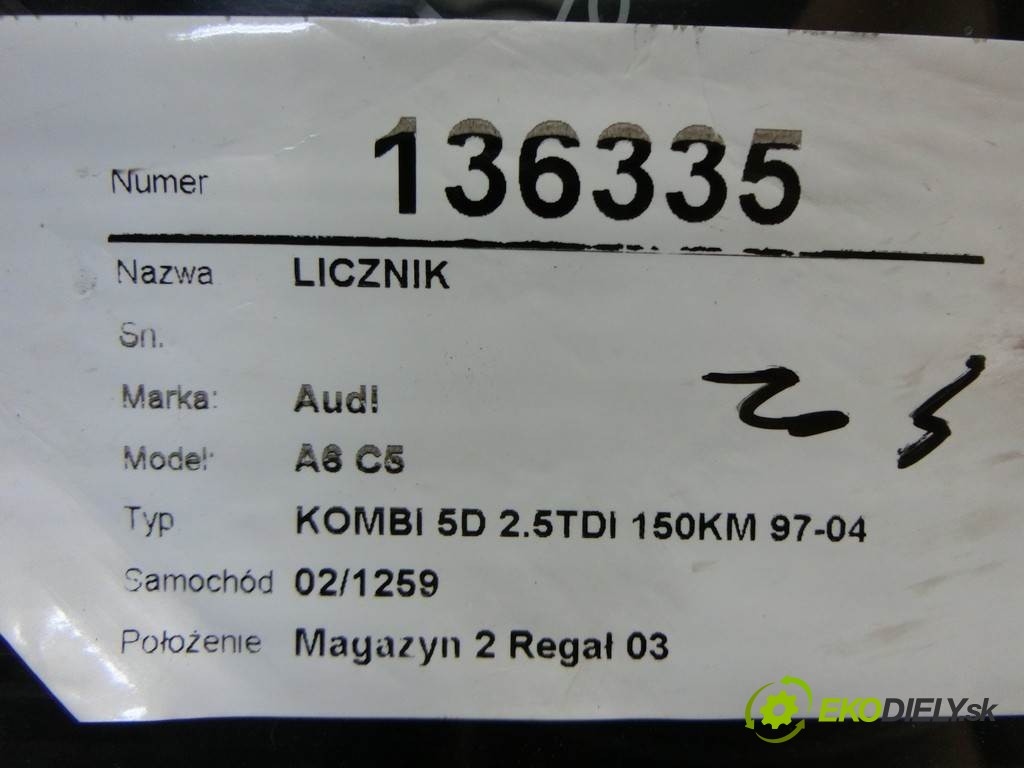 Numer 136335
Nazwa LICZNIK
Sn.
Marka: Audi
Model: A6 C5
Typ KOMBI 5D 2.5TDI 150KM 97-04
Samochód 02/1259
Położenie Magazyn 2 Regał 03
EKODIELY.sk